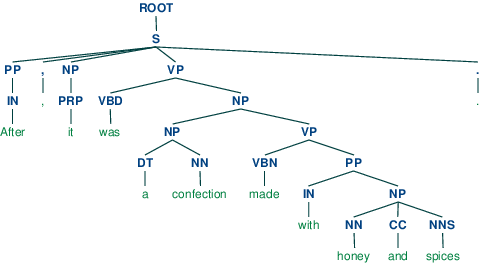 ROOT
S
PP , NP VP .
IN , PRP VBD NP .
After it was NP VP
DT NN VBN PP
a confection made IN NP
with NN CC NNS
honey and spices